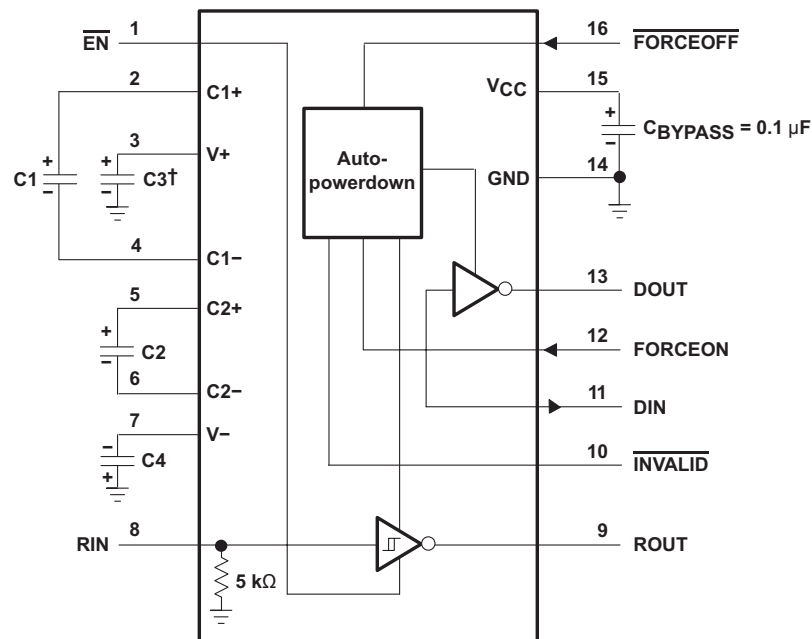 1
EN
16
FORCEOFF
2
C1+
15
VCC
+
−
CBYPASS = 0.1 μF
3
V+
+
−
C3†
Auto-
powerdown
14
GND
+
−
C1
4
C1−
5
C2+
13
DOUT
+
−
C2
12
FORCEON
6
C2−
11
DIN
7
V−
−
+
C4
10
INVALID
8
RIN
9
ROUT
5 kΩ